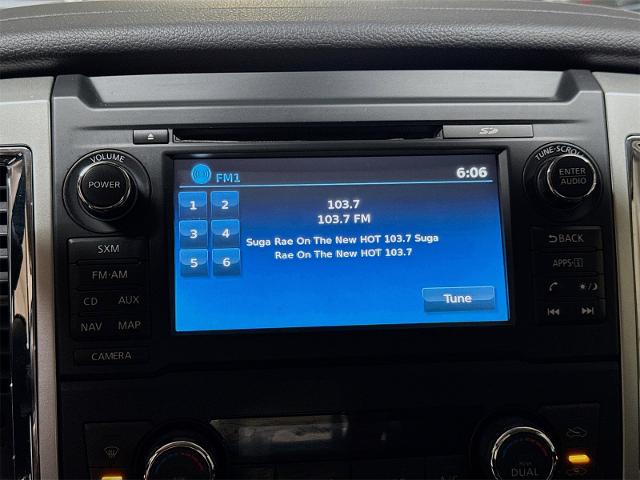 VOLUME
POWER
SXM
FM·AM
CD AUX
NAV MAP
CAMERA
SD
FM1
6:06
1 2
3 4
5 6
103.7
103.7 FM
Suga Rae On The New HOT 103.7 Suga
Rae On The New HOT 103.7
Tune
TUNE·SCROLL
ENTER
AUDIO
BACK
APPS·i
DUAL